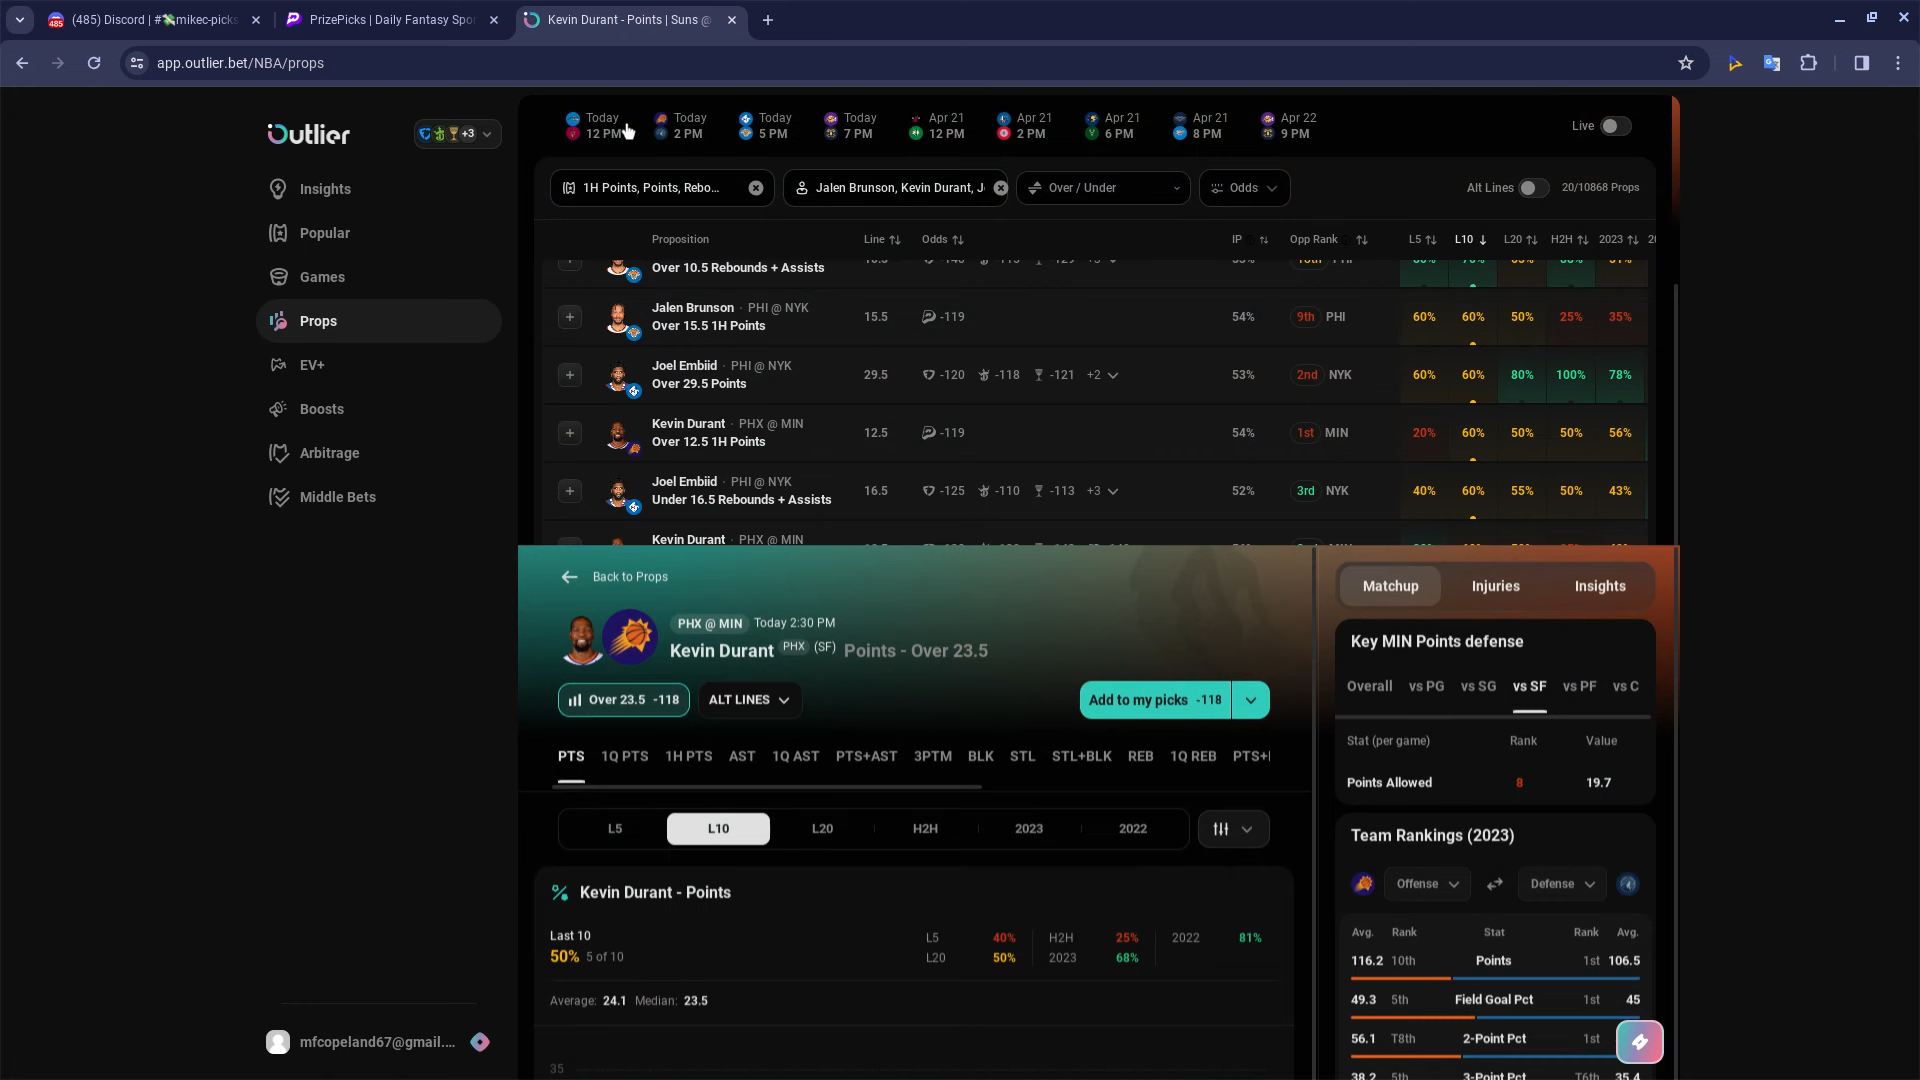 (485) Discord | #💸mikec-picks
PrizePicks | Daily Fantasy Spor
Kevin Durant - Points | Suns @
app.outlier.bet/NBA/props
Outlier
+3
Insights
Popular
Games
Props
EV+
Boosts
Arbitrage
Middle Bets
mfcopeland67@gmail....
Today
12 PM
Today
2 PM
Today
5 PM
Today
7 PM
Apr 21
12 PM
Apr 21
2 PM
Apr 21
6 PM
Apr 21
8 PM
Apr 22
9 PM
Live
1H Points, Points, Rebo...
Jalen Brunson, Kevin Durant, J
Over / Under
Odds
Alt Lines
20/10868 Props
Proposition Line Odds IP Opp Rank L5 L10 L20 H2H 2023 20
Over 10.5 Rebounds + Assists
Jalen Brunson · PHI @ NYK
Over 15.5 1H Points
15.5 -119 54% 9th PHI 60% 60% 50% 25% 35%
Joel Embiid · PHI @ NYK
Over 29.5 Points
29.5 -120 -118 -121 +2 53% 2nd NYK 60% 60% 80% 100% 78%
Kevin Durant · PHX @ MIN
Over 12.5 1H Points
12.5 -119 54% 1st MIN 20% 60% 50% 50% 56%
Joel Embiid · PHI @ NYK
Under 16.5 Rebounds + Assists
16.5 -125 -110 -113 +3 52% 3rd NYK 40% 60% 55% 50% 43%
Kevin Durant · PHX @ MIN
Back to Props
PHX @ MIN Today 2:30 PM
Kevin Durant PHX (SF) Points - Over 23.5
Over 23.5 -118
ALT LINES
Add to my picks -118
PTS 1Q PTS 1H PTS AST 1Q AST PTS+AST 3PTM BLK STL STL+BLK REB 1Q REB PTS+
L5 L10 L20 H2H 2023 2022
Kevin Durant - Points
Last 10
50% 5 of 10
L5 40% H2H 25% 2022 81%
L20 50% 2023 68%
Average: 24.1 Median: 23.5
35
Matchup Injuries Insights
Key MIN Points defense
Overall vs PG vs SG vs SF vs PF vs C
Stat (per game) Rank Value
Points Allowed 8 19.7
Team Rankings (2023)
Offense Defense
Avg. Rank Stat Rank Avg.
116.2 10th Points 1st 106.5
49.3 5th Field Goal Pct 1st 45
56.1 T8th 2-Point Pct 1st
38.2 5th 3-Point Pct T6th 35.4